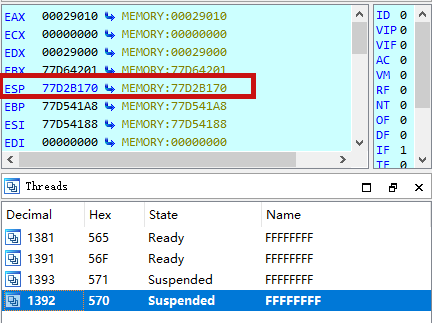 EAX 00029010 MEMORY:00029010
ECX 00000000 MEMORY:00000000
EDX 00029000 MEMORY:00029000
EBX 77D64201 MEMORY:77D64201
ESP 77D2B170 MEMORY:77D2B170
EBP 77D541A8 MEMORY:77D541A8
ESI 77D54188 MEMORY:77D54188
EDI 00000000 MEMORY:00000000
ID 0
VIP 0
VIF 0
AC 0
VM 0
RF 0
NT 0
OF 0
DF 0
IF 1
TF 0
Threads
Decimal Hex State Name
1381 565 Ready FFFFFFFF
1391 56F Ready FFFFFFFF
1393 571 Suspended FFFFFFFF
1392 570 Suspended FFFFFFFF